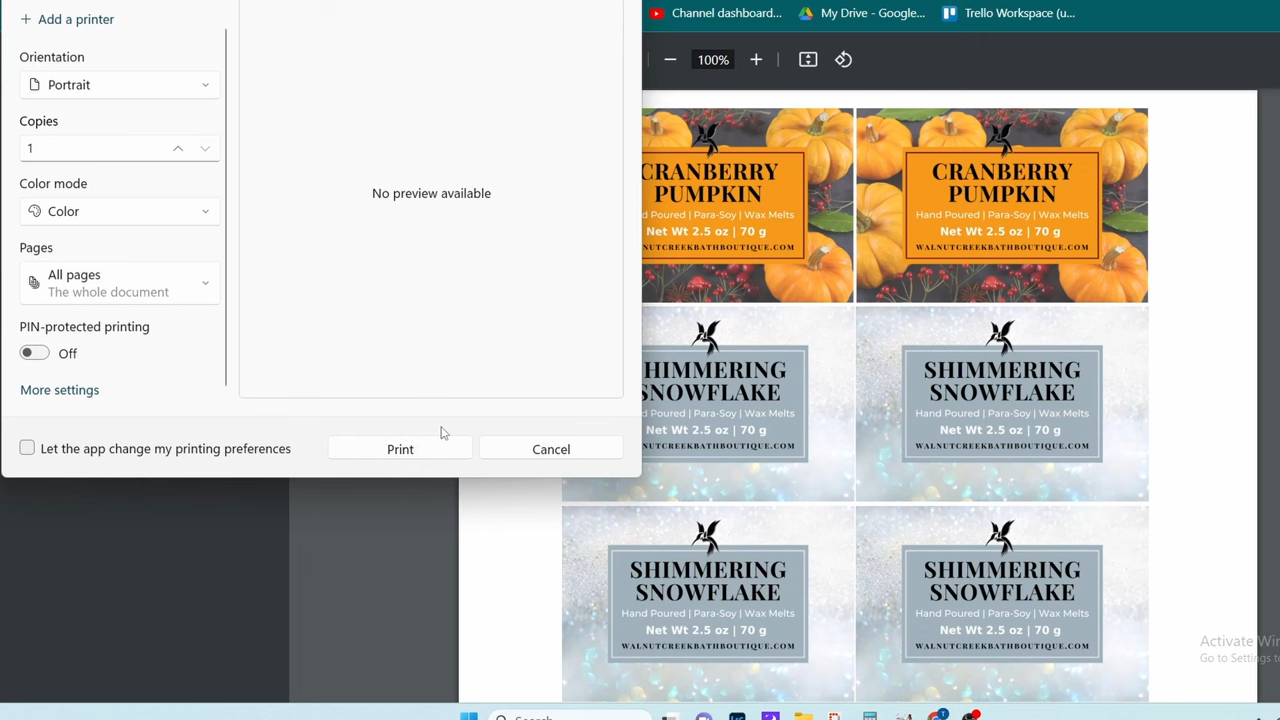 + Add a printer
Orientation
Portrait
Copies
1
Color mode
Color
Pages
All pages
The whole document
PIN-protected printing
Off
More settings
Let the app change my printing preferences
Print
Cancel
No preview available
Channel dashboard...
My Drive - Google...
Trello Workspace (u...
100%
CRANBERRY
PUMPKIN
d Poured | Para-Soy | Wax Melts
Net Wt 2.5 oz | 70 g
WALNUTCREEKBATHBOUTIQUE.COM
CRANBERRY
PUMPKIN
Hand Poured | Para-Soy | Wax Melts
Net Wt 2.5 oz | 70 g
WALNUTCREEKBATHBOUTIQUE.COM
HIMMERING
SNOWFLAKE
d Poured | Para-Soy | Wax Melts
Net Wt 2.5 oz | 70 g
WALNUTCREEKBATHBOUTIQUE.COM
SHIMMERING
SNOWFLAKE
Hand Poured | Para-Soy | Wax Melts
Net Wt 2.5 oz | 70 g
WALNUTCREEKBATHBOUTIQUE.COM
SHIMMERING
SNOWFLAKE
Hand Poured | Para-Soy | Wax Melts
Net Wt 2.5 oz | 70 g
WALNUTCREEKBATHBOUTIQUE.COM
SHIMMERING
SNOWFLAKE
Hand Poured | Para-Soy | Wax Melts
Net Wt 2.5 oz | 70 g
WALNUTCREEKBATHBOUTIQUE.COM
Activate Win
Go to Settings to
Search